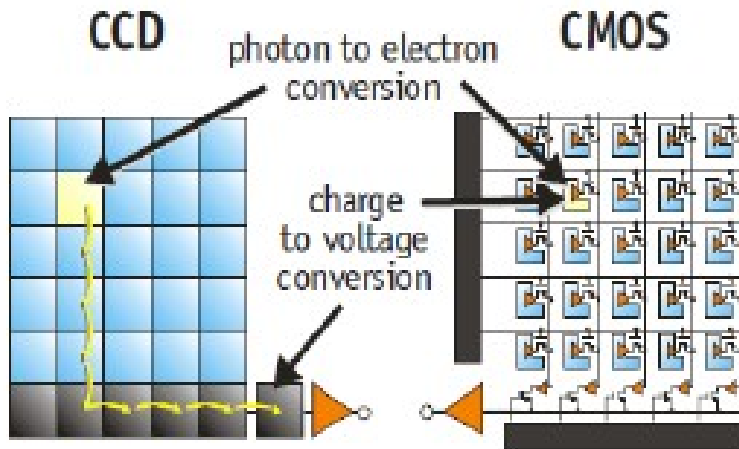 CCD
CMOS
photon to electron
conversion
charge
to voltage
conversion